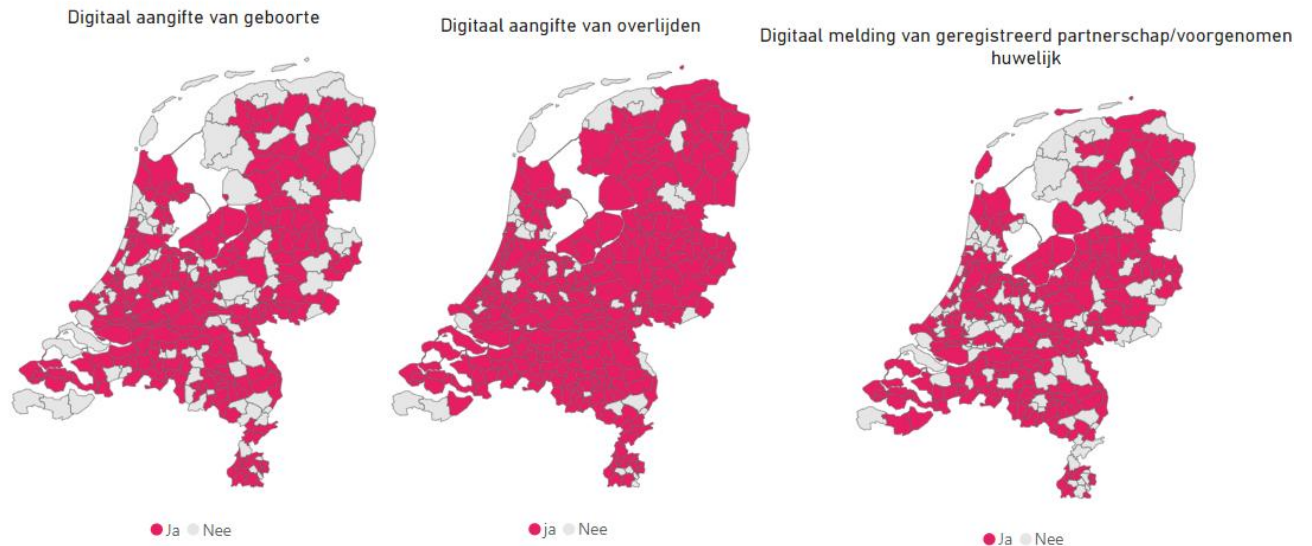 Digitaal aangifte van geboorte
Digitaal aangifte van overlijden
Digitaal melding van geregistreerd partnerschap/voorgenomen
huwelijk
Ja Nee
ja Nee
Ja Nee